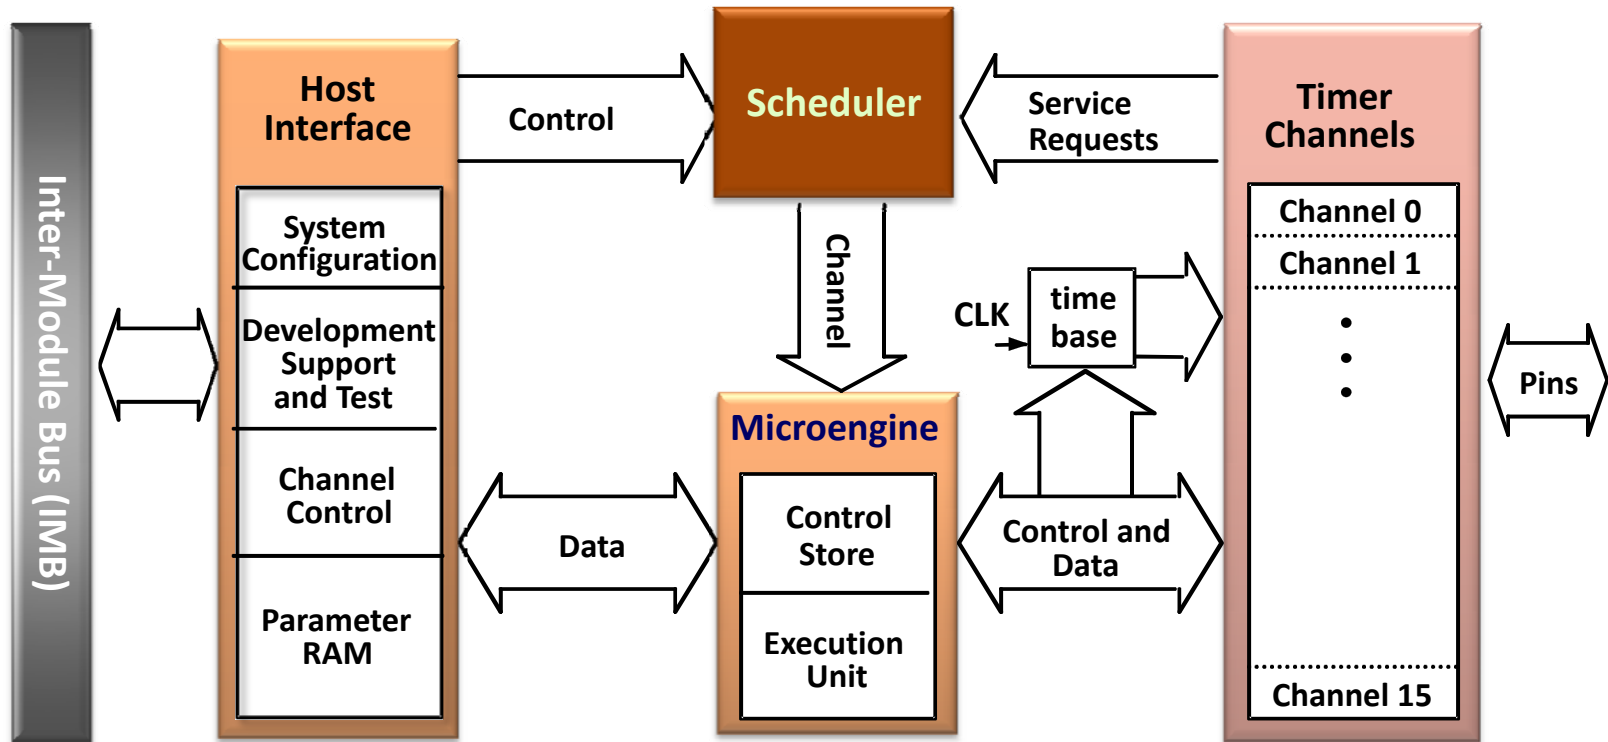 Inter-Module Bus (IMB)
Host
Interface
System
Configuration
Development
Support
and Test
Channel
Control
Parameter
RAM
Control
Scheduler
Service
Requests
Channel
CLK
time
base
Microengine
Control
Store
Execution
Unit
Data
Control and
Data
Timer
Channels
Channel 0
Channel 1
Channel 15
Pins